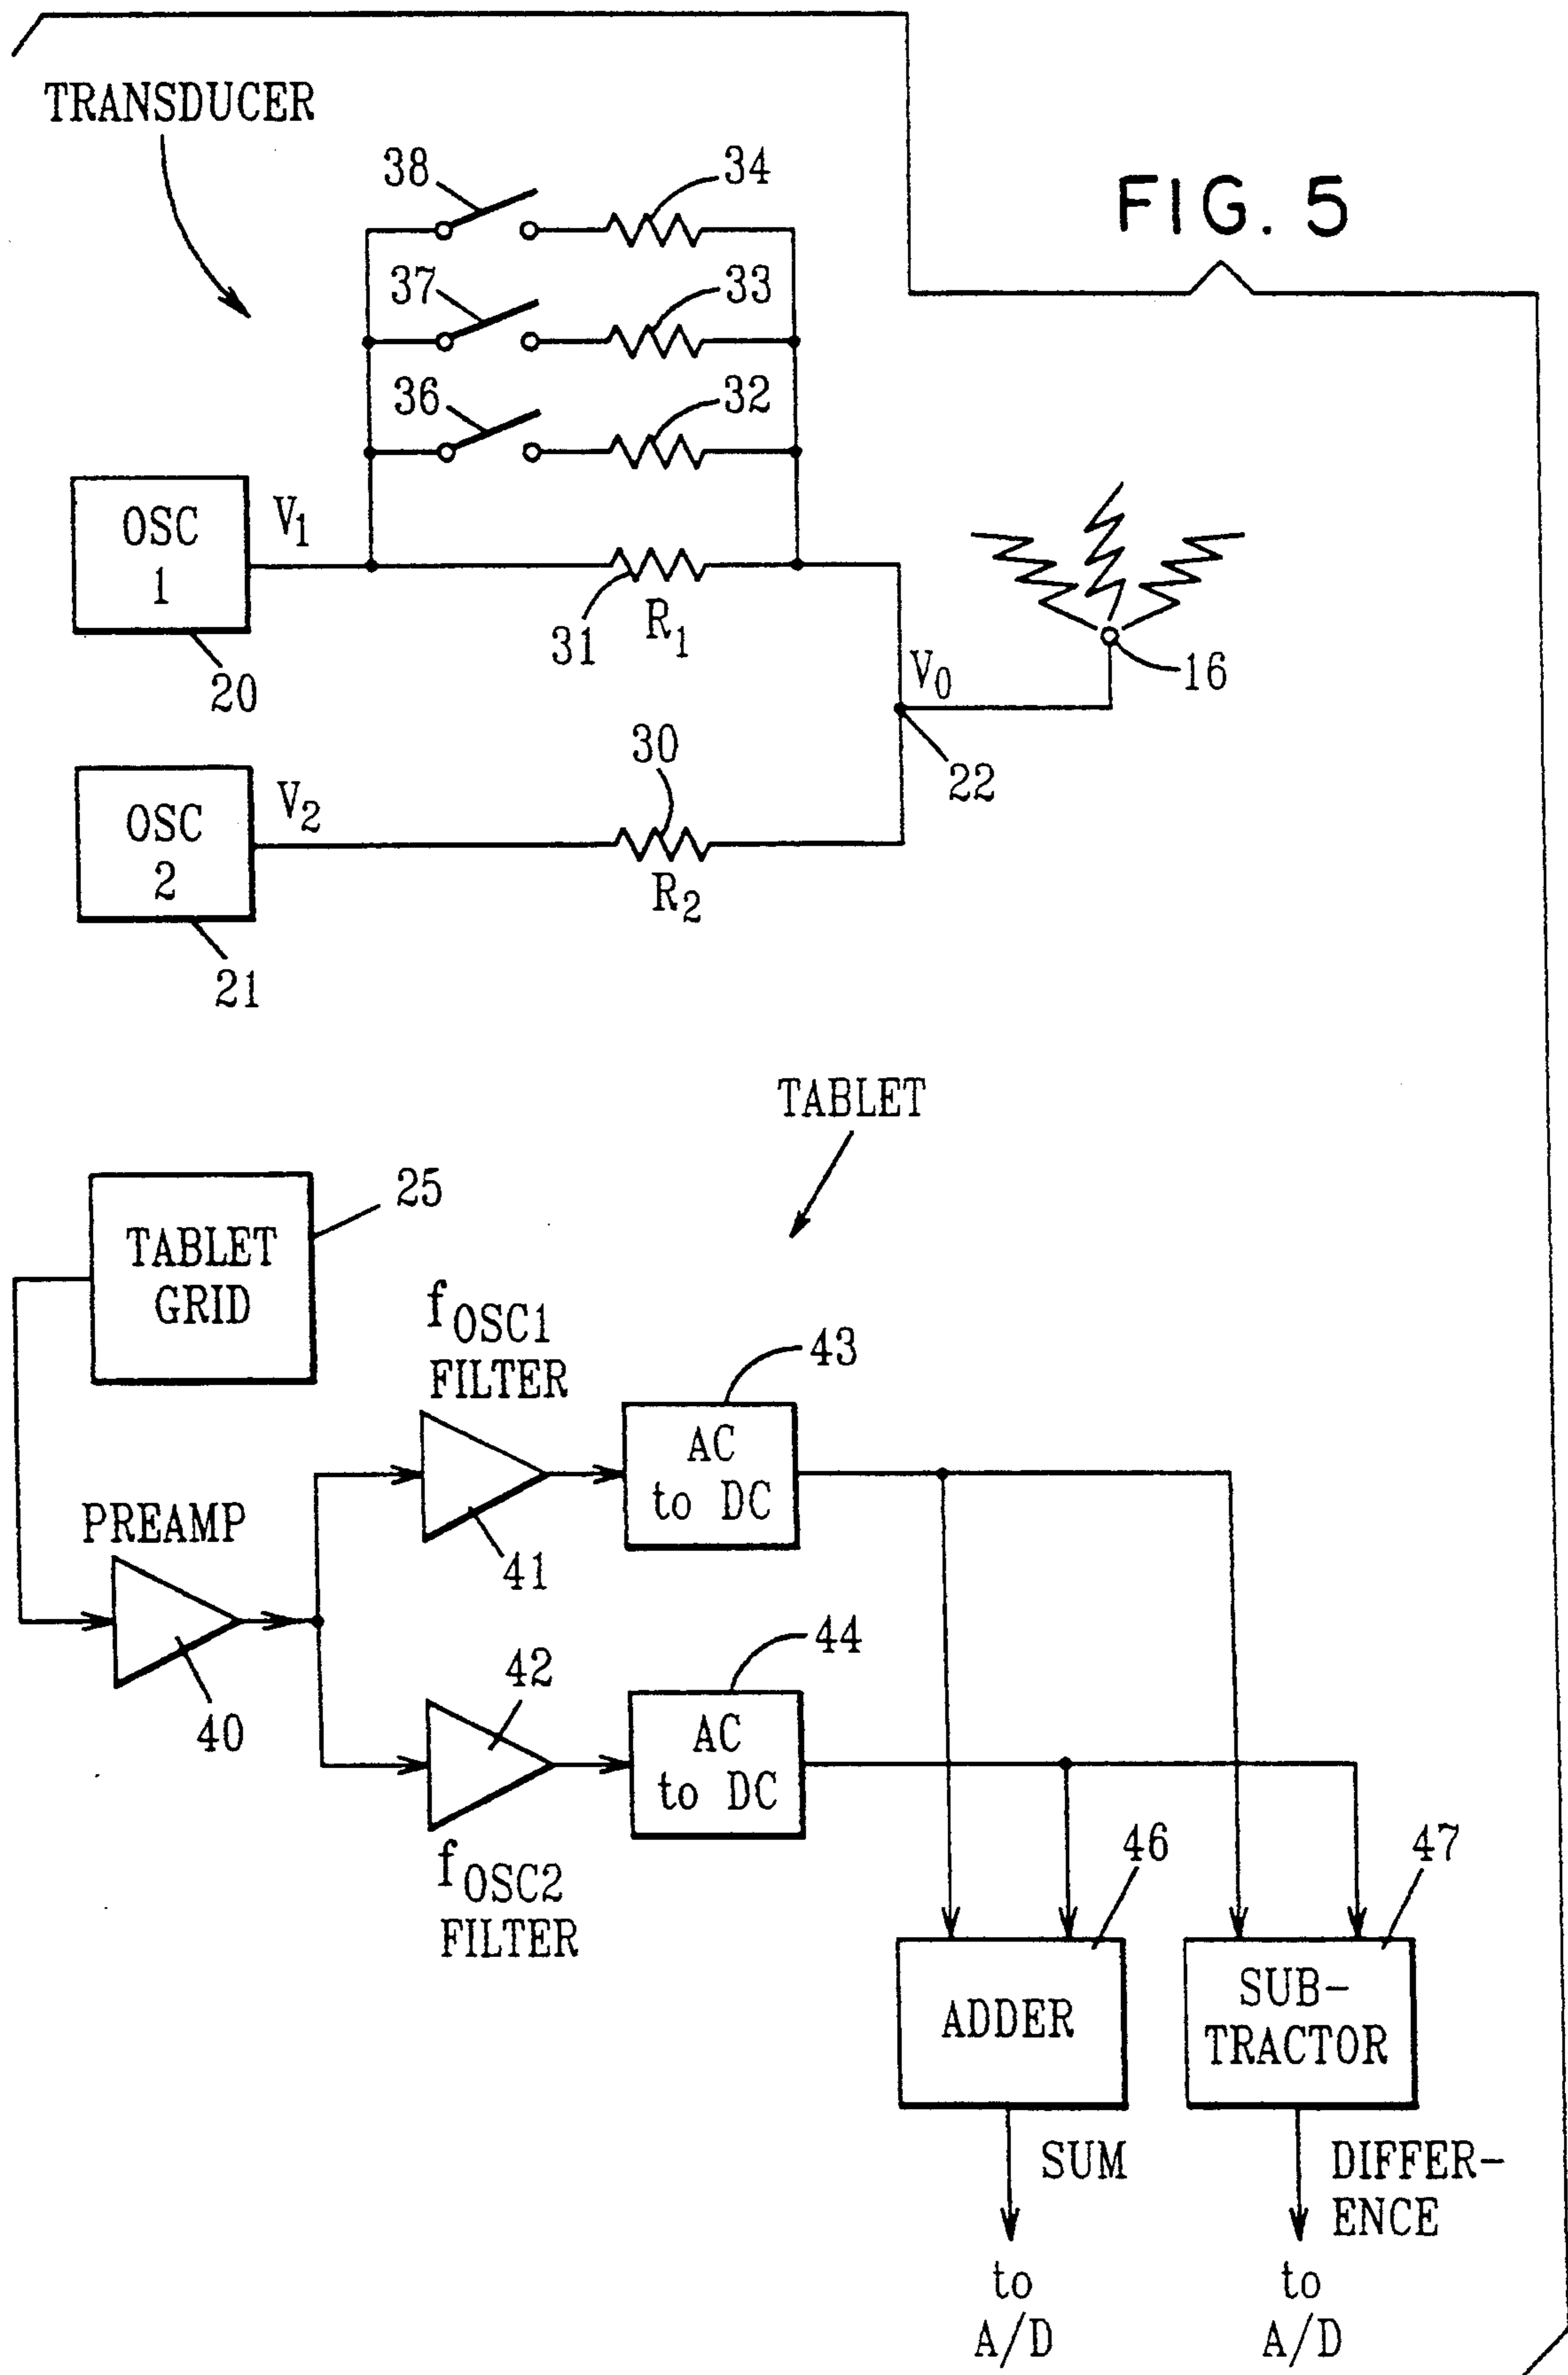 TRANSDUCER
FIG. 5
38
34
37
33
36
32
OSC
1
V1
31
R1
20
V0
16
22
30
OSC
2
V2
R2
21
TABLET
TABLET
GRID
25
fOSC1
FILTER
43
AC
to DC
PREAMP
41
40
42
44
AC
to DC
fOSC2
FILTER
46
47
ADDER
SUB-
TRACTOR
SUM
DIFFER-
ENCE
to
A/D
to
A/D